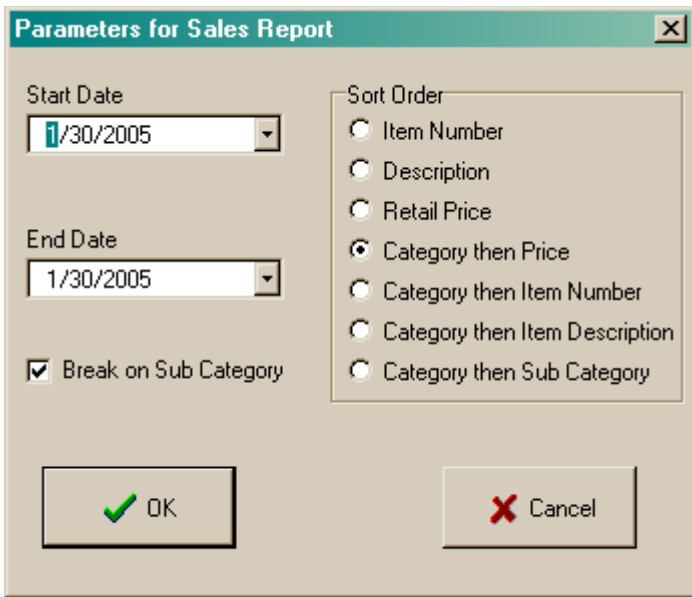 Parameters for Sales Report
Start Date
1/30/2005
End Date
1/30/2005
Break on Sub Category
Sort Order
Item Number
Description
Retail Price
Category then Price
Category then Item Number
Category then Item Description
Category then Sub Category
OK
Cancel